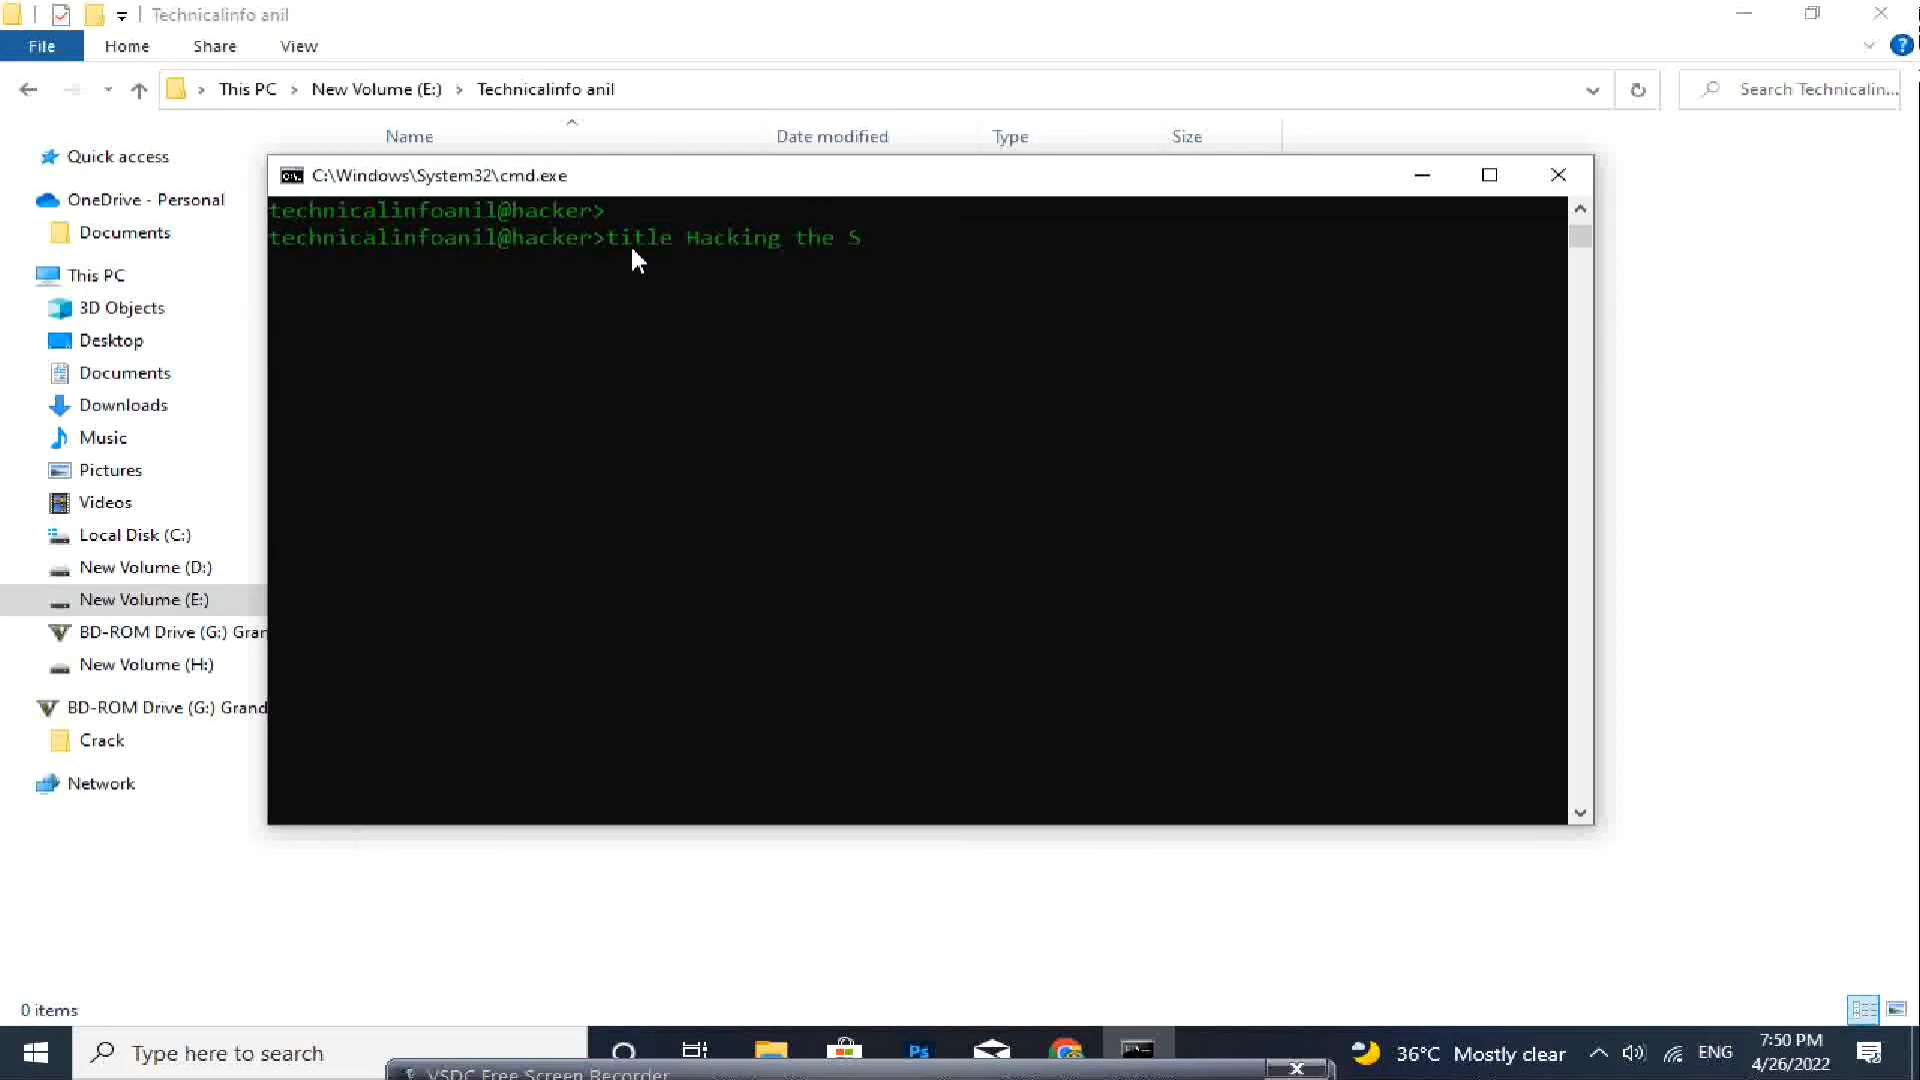 Technicalinfo anil
File Home Share View
This PC > New Volume (E:) > Technicalinfo anil
Search Technicalin...
Name Date modified Type Size
Quick access
OneDrive - Personal
Documents
This PC
3D Objects
Desktop
Documents
Downloads
Music
Pictures
Videos
Local Disk (C:)
New Volume (D:)
New Volume (E:)
BD-ROM Drive (G:) Gran
New Volume (H:)
BD-ROM Drive (G:) Grand
Crack
Network
C:\Windows\System32\cmd.exe
technicalinfoanil@hacker>
technicalinfoanil@hacker>title Hacking the S
0 items
Type here to search
Ps
36°C Mostly clear
ENG
7:50 PM
4/26/2022
VSDC Free Screen Recorder